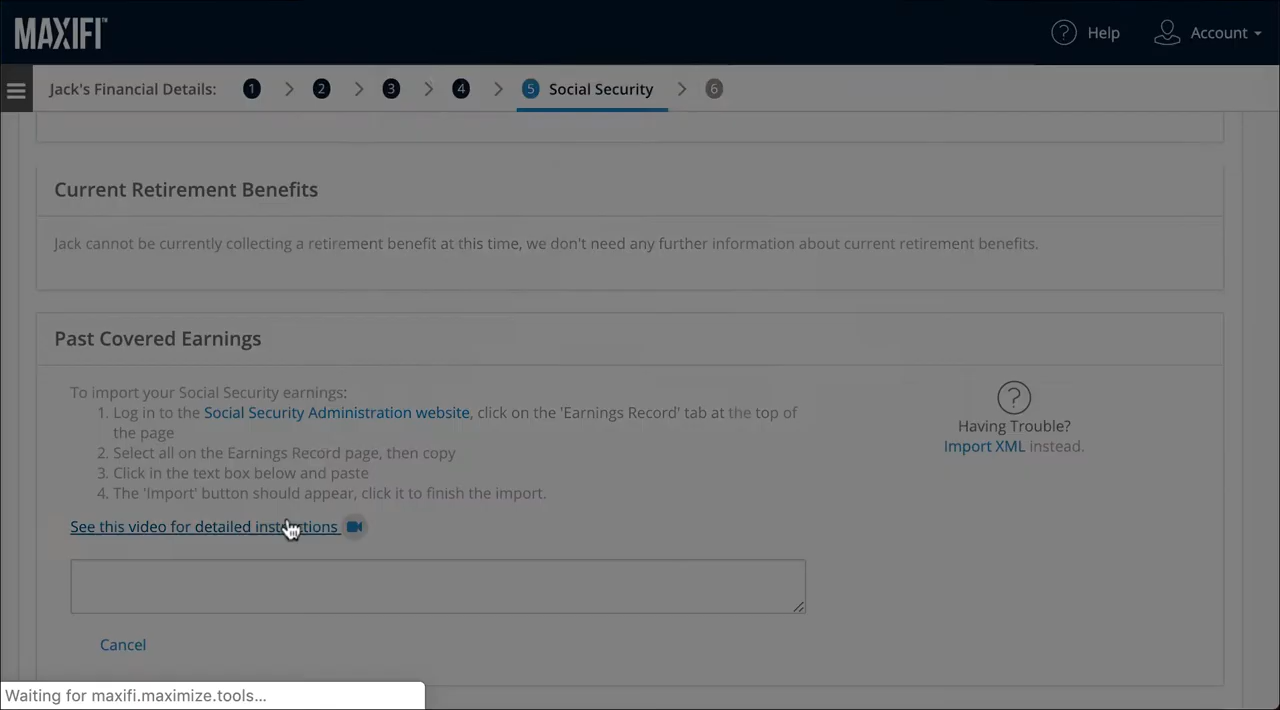 MAXIFI™
? Help
Account
Jack's Financial Details: 1 > 2 > 3 > 4 > 5 Social Security > 6
Current Retirement Benefits
Jack cannot be currently collecting a retirement benefit at this time, we don't need any further information about current retirement benefits.
Past Covered Earnings
To import your Social Security earnings:
1. Log in to the Social Security Administration website, click on the 'Earnings Record' tab at the top of
the page
2. Select all on the Earnings Record page, then copy
3. Click in the text box below and paste
4. The 'Import' button should appear, click it to finish the import.
?
Having Trouble?
Import XML instead.
See this video for detailed instructions
Cancel
Waiting for maxifi.maximize.tools...